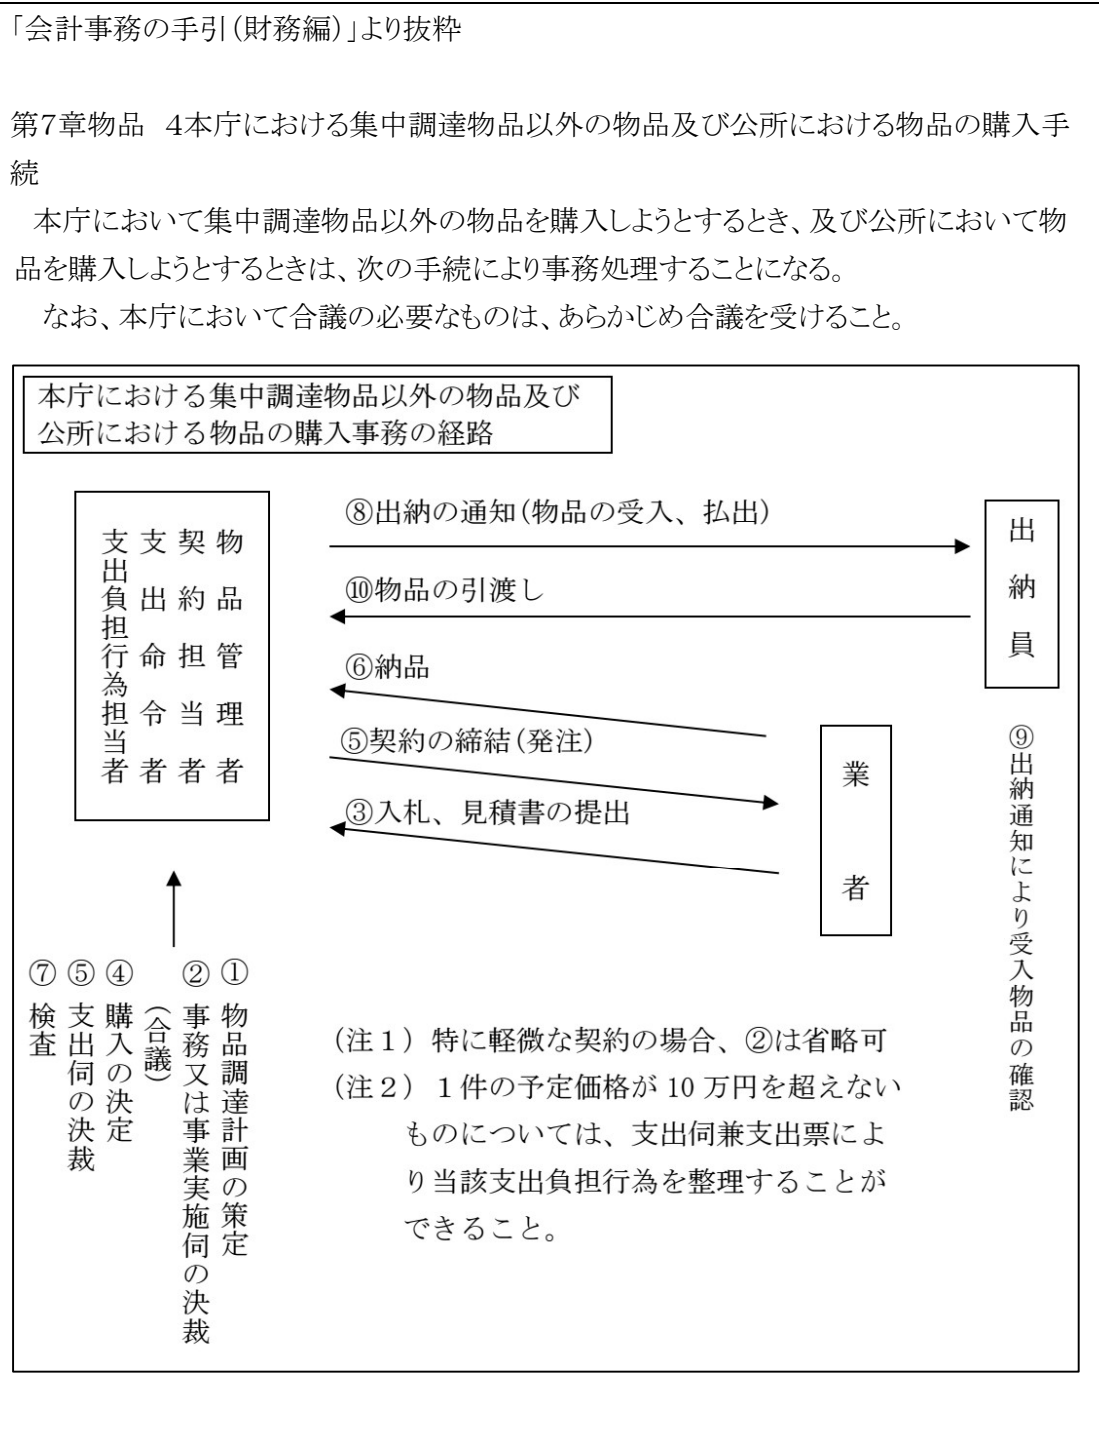 「会計事務の手引（財務編）」より抜粋
第７章物品　４本庁における集中調達物品以外の物品及び公所における物品の購入手
続
本庁において集中調達物品以外の物品を購入しようとするとき、及び公所において物
品を購入しようとするときは、次の手続により事務処理することになる。
なお、本庁において合議の必要なものは、あらかじめ合議を受けること。
本庁における集中調達物品以外の物品及び
公所における物品の購入事務の経路
物品管理者
契約担当者
支出命令者
支出負担行為担当者
⑧出納の通知(物品の受入、払出)
⑩物品の引渡し
⑥納品
⑤契約の締結(発注)
③入札、見積書の提出
出納員
業者
⑨出納通知により受入物品の確認
①物品調達計画の策定
②事務又は事業実施伺の決裁
（合議）
④購入の決定
⑤支出伺の決裁
⑦検査
（注１）特に軽微な契約の場合、②は省略可
（注２）１件の予定価格が 10 万円を超えない
ものについては、支出伺兼支出票によ
り当該支出負担行為を整理することが
できること。